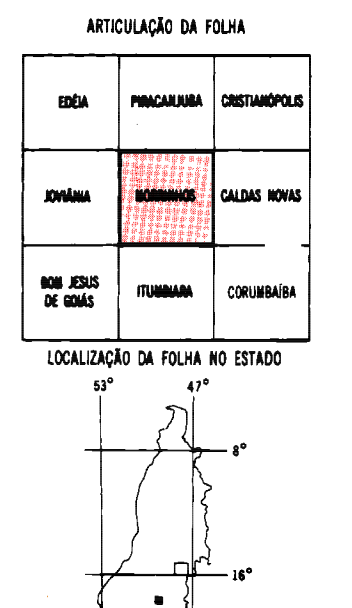 ARTICULAÇÃO DA FOLHA
EDÉIA PIRACANJUBA CRISTIANÓPOLIS
JOVIÂNIA MORRINHOS CALDAS NOVAS
BOM JESUS
DE GOIÁS ITUMBIARA CORUMBAÍBA
LOCALIZAÇÃO DA FOLHA NO ESTADO
53° 47°
8°
16°